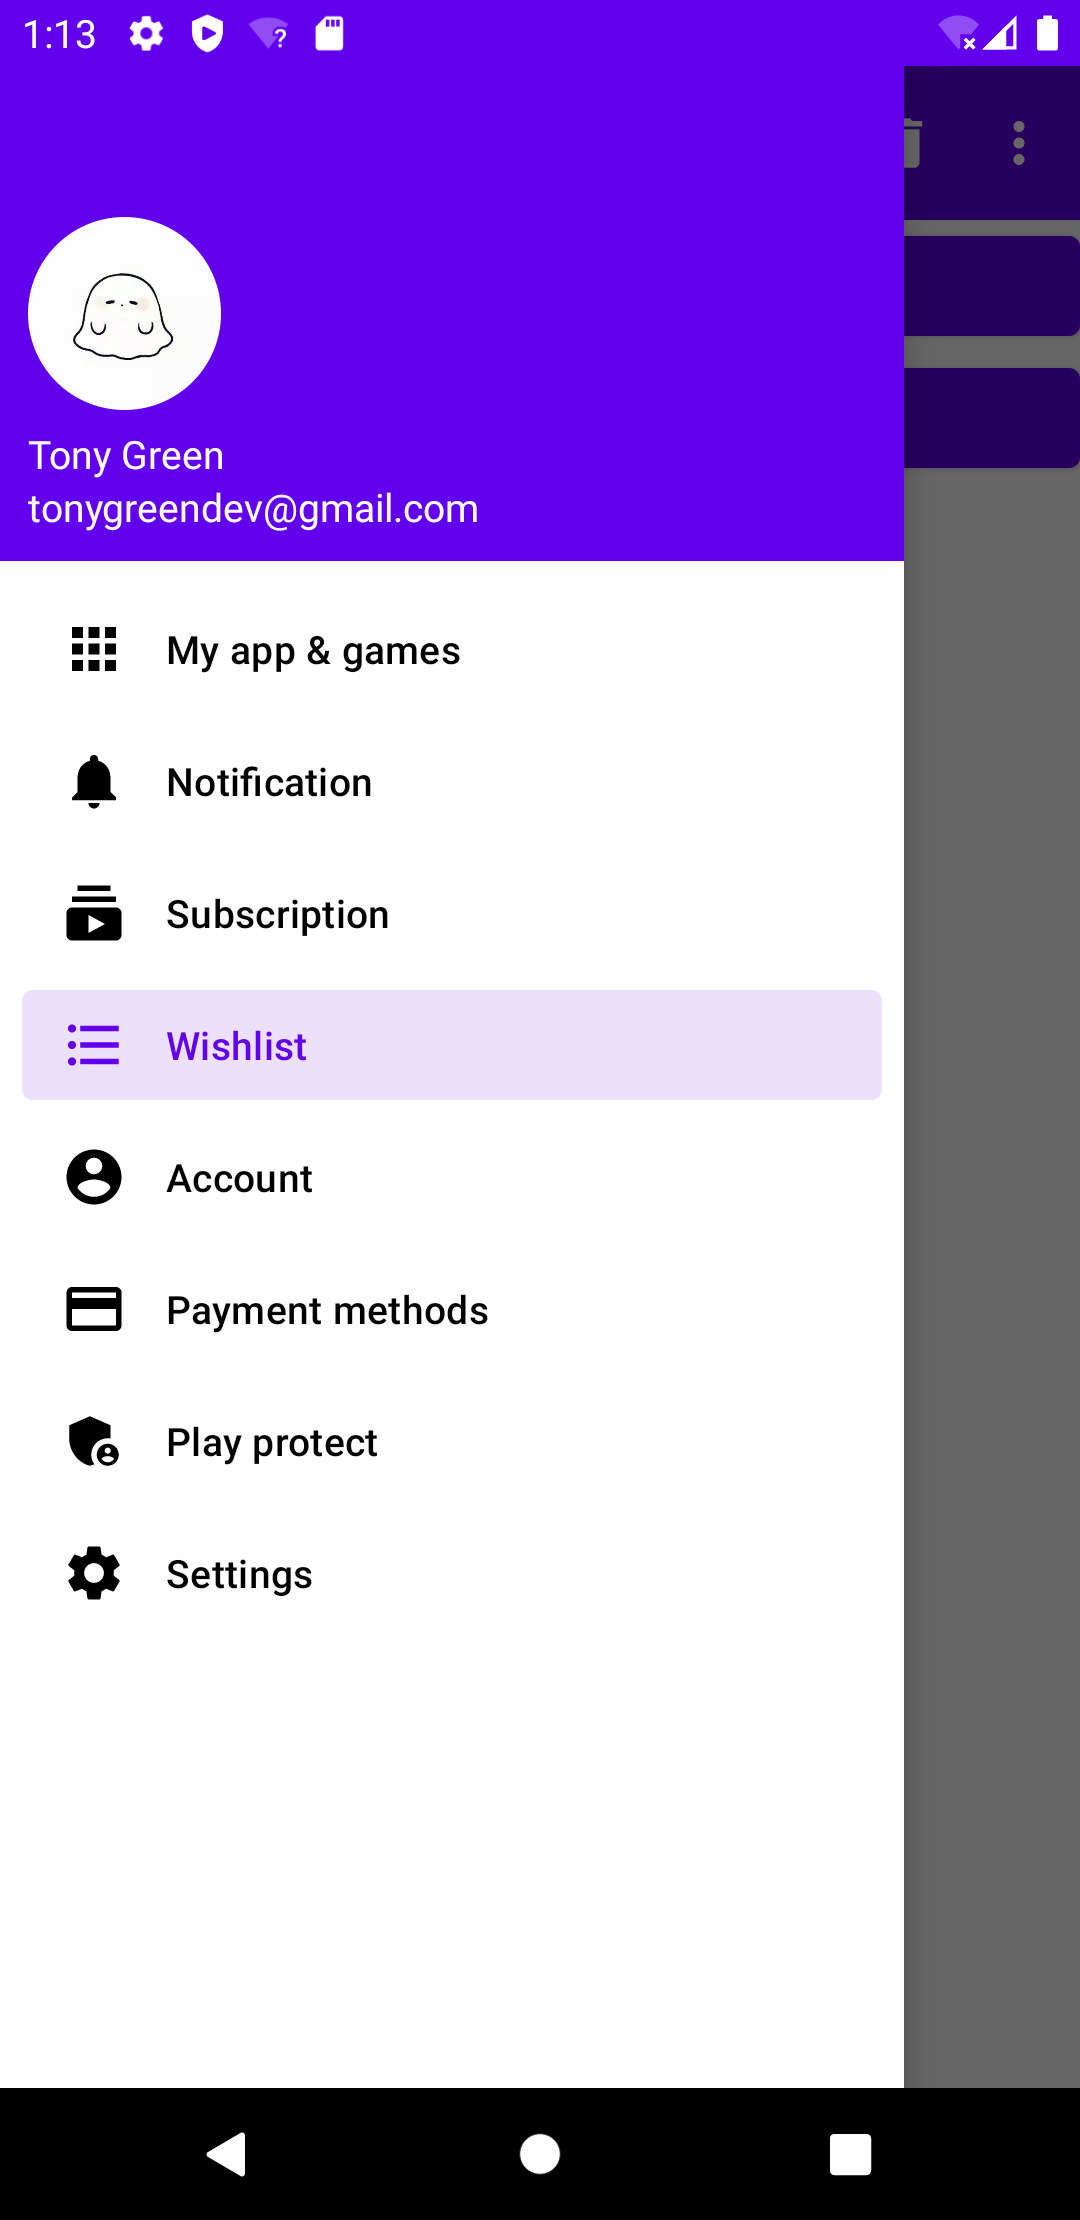 1:13
Tony Green
tonygreendev@gmail.com
My app & games
Notification
Subscription
Wishlist
Account
Payment methods
Play protect
Settings